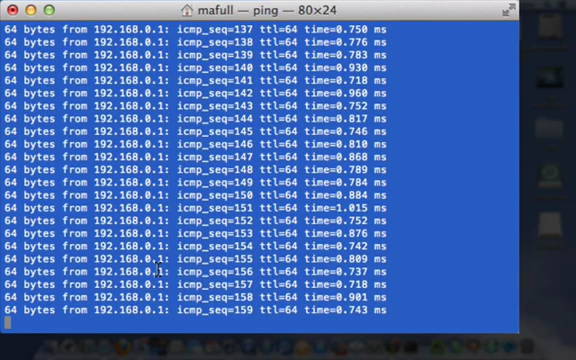 mafull — ping — 80×24
64 bytes from 192.168.0.1: icmp_seq=137 ttl=64 time=0.750 ms
64 bytes from 192.168.0.1: icmp_seq=138 ttl=64 time=0.776 ms
64 bytes from 192.168.0.1: icmp_seq=139 ttl=64 time=0.783 ms
64 bytes from 192.168.0.1: icmp_seq=140 ttl=64 time=0.930 ms
64 bytes from 192.168.0.1: icmp_seq=141 ttl=64 time=0.718 ms
64 bytes from 192.168.0.1: icmp_seq=142 ttl=64 time=0.960 ms
64 bytes from 192.168.0.1: icmp_seq=143 ttl=64 time=0.752 ms
64 bytes from 192.168.0.1: icmp_seq=144 ttl=64 time=0.817 ms
64 bytes from 192.168.0.1: icmp_seq=145 ttl=64 time=0.746 ms
64 bytes from 192.168.0.1: icmp_seq=146 ttl=64 time=0.810 ms
64 bytes from 192.168.0.1: icmp_seq=147 ttl=64 time=0.868 ms
64 bytes from 192.168.0.1: icmp_seq=148 ttl=64 time=0.789 ms
64 bytes from 192.168.0.1: icmp_seq=149 ttl=64 time=0.784 ms
64 bytes from 192.168.0.1: icmp_seq=150 ttl=64 time=0.884 ms
64 bytes from 192.168.0.1: icmp_seq=151 ttl=64 time=1.015 ms
64 bytes from 192.168.0.1: icmp_seq=152 ttl=64 time=0.752 ms
64 bytes from 192.168.0.1: icmp_seq=153 ttl=64 time=0.876 ms
64 bytes from 192.168.0.1: icmp_seq=154 ttl=64 time=0.742 ms
64 bytes from 192.168.0.1: icmp_seq=155 ttl=64 time=0.809 ms
64 bytes from 192.168.0.1: icmp_seq=156 ttl=64 time=0.737 ms
64 bytes from 192.168.0.1: icmp_seq=157 ttl=64 time=0.718 ms
64 bytes from 192.168.0.1: icmp_seq=158 ttl=64 time=0.901 ms
64 bytes from 192.168.0.1: icmp_seq=159 ttl=64 time=0.743 ms